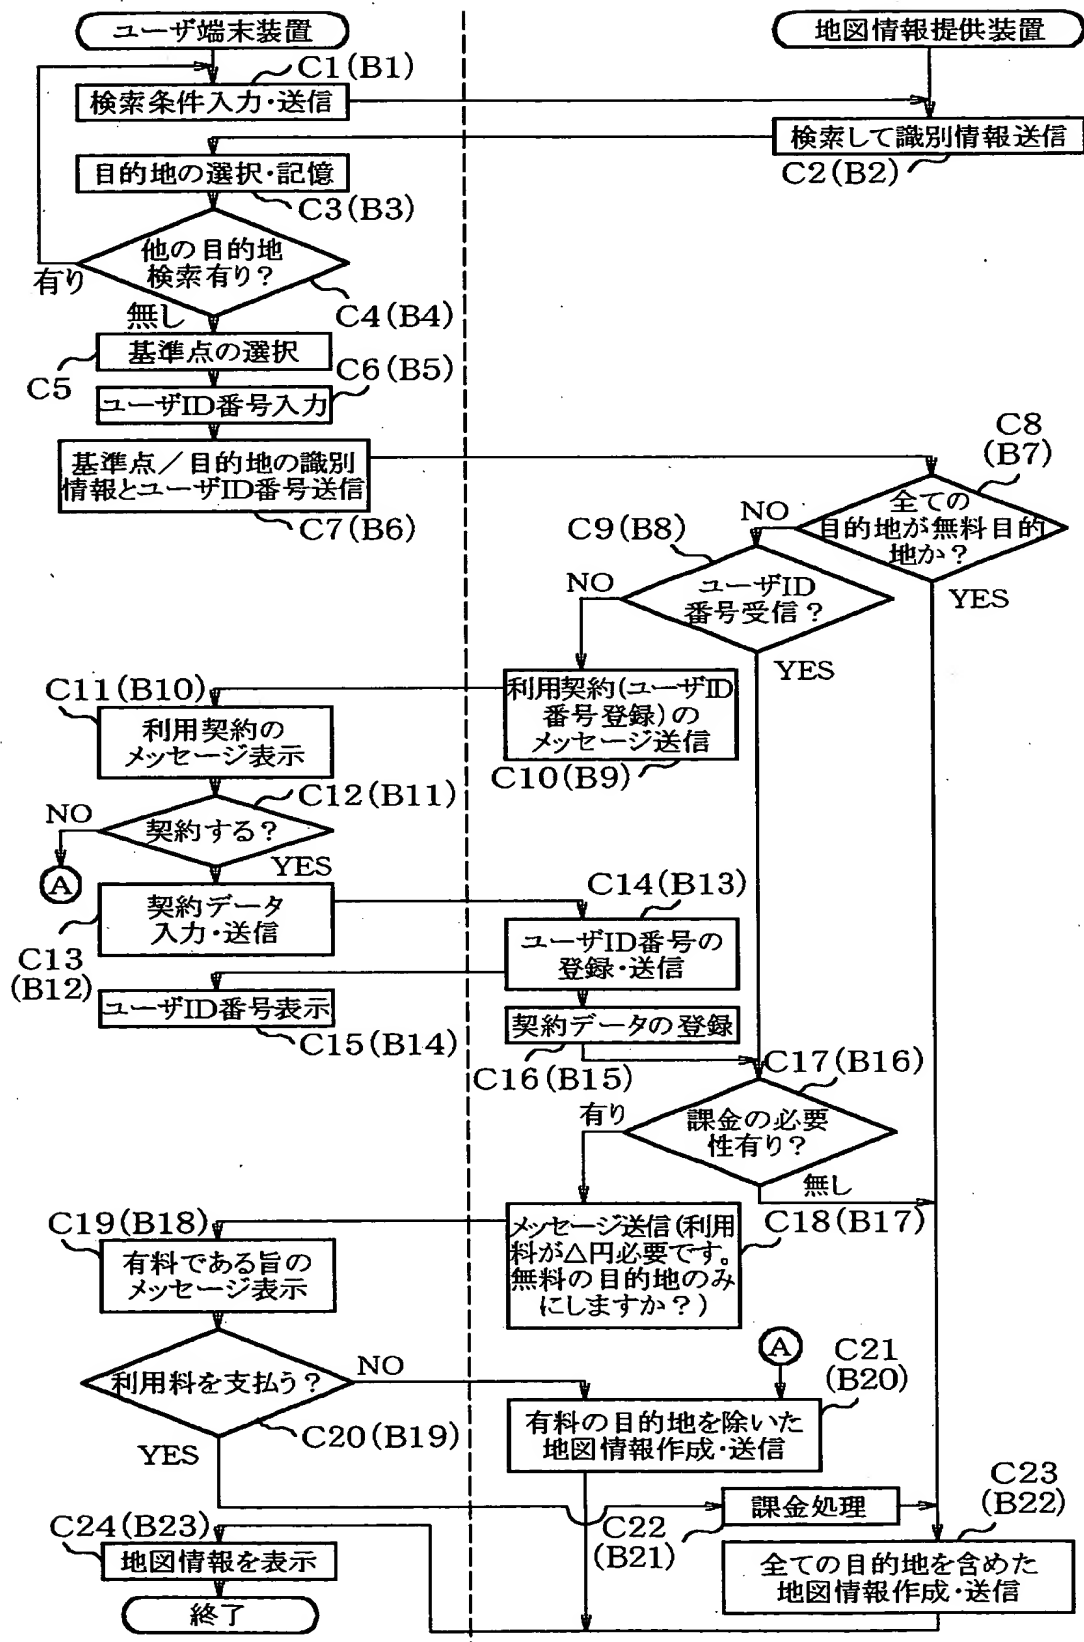 ユーザ端末装置
地図情報提供装置
C1(B1)
検索条件入力・送信
検索して識別情報送信
C2(B2)
目的地の選択・記憶
C3(B3)
他の目的地
検索有り?
有り
C4(B4)
無し
基準点の選択
C5
C6(B5)
ユーザID番号入力
基準点/目的地の識別
情報とユーザID番号送信
C7(B6)
C8
(B7)
全ての
目的地が無料目的
地か?
NO
YES
C9(B8)
ユーザID
番号受信?
NO
YES
利用契約(ユーザID
番号登録)の
メッセージ送信
C10(B9)
C11(B10)
利用契約の
メッセージ表示
C12(B11)
契約する?
NO
YES
A
契約データ
入力・送信
C13
(B12)
C14(B13)
ユーザID番号の
登録・送信
ユーザID番号表示
C15(B14)
契約データの登録
C16(B15)
C17(B16)
課金の必要
性有り?
有り
無し
メッセージ送信(利用
料が△円必要です。
無料の目的地のみ
にしますか?)
C18(B17)
C19(B18)
有料である旨の
メッセージ表示
利用料を支払う?
NO
C20(B19)
YES
A
C21
(B20)
有料の目的地を除いた
地図情報作成・送信
課金処理
C22
(B21)
C23
(B22)
全ての目的地を含めた
地図情報作成・送信
C24(B23)
地図情報を表示
終了